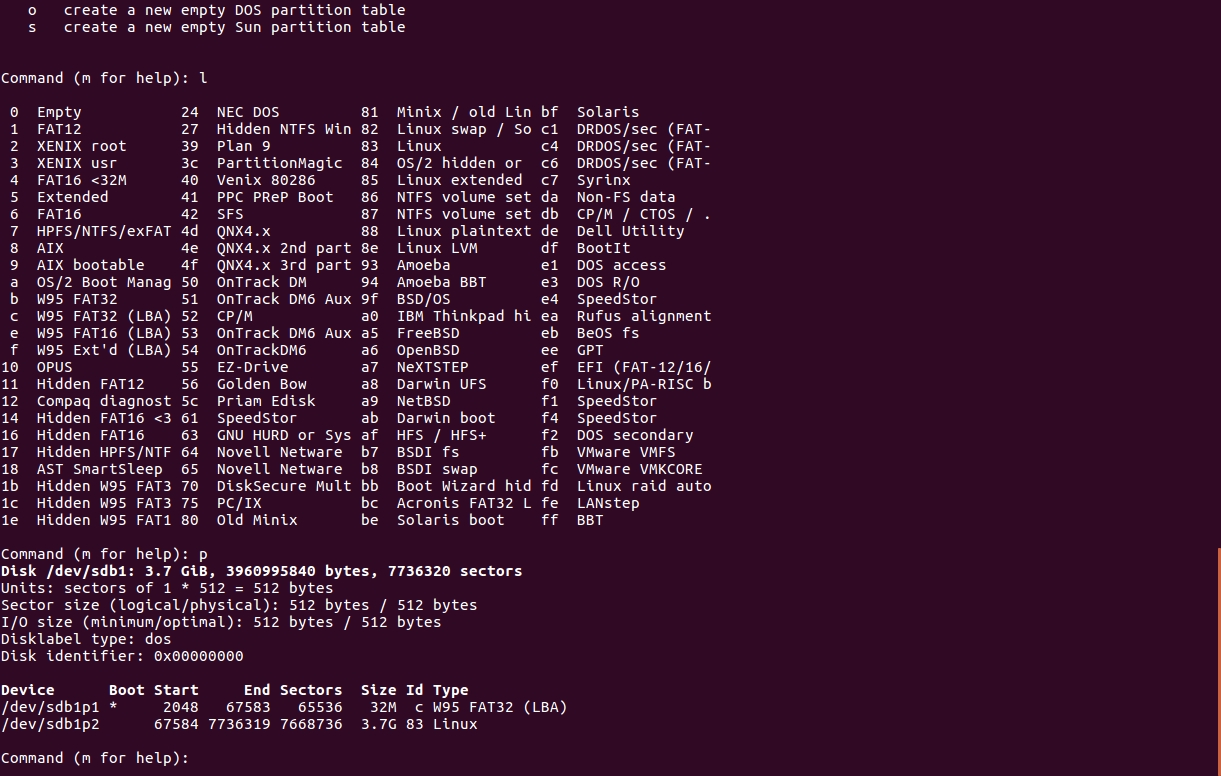 o   create a new empty DOS partition table
   s   create a new empty Sun partition table
Command (m for help): l
 0  Empty           24  NEC DOS         81  Minix / old Lin bf  Solaris
 1  FAT12           27  Hidden NTFS Win 82  Linux swap / So c1  DRDOS/sec (FAT-
 2  XENIX root      39  Plan 9          83  Linux           c4  DRDOS/sec (FAT-
 3  XENIX usr       3c  PartitionMagic  84  OS/2 hidden or  c6  DRDOS/sec (FAT-
 4  FAT16 <32M      40  Venix 80286     85  Linux extended  c7  Syrinx
 5  Extended        41  PPC PReP Boot   86  NTFS volume set da  Non-FS data
 6  FAT16           42  SFS             87  NTFS volume set db  CP/M / CTOS / .
 7  HPFS/NTFS/exFAT 4d  QNX4.x          88  Linux plaintext de  Dell Utility
 8  AIX             4e  QNX4.x 2nd part 8e  Linux LVM       df  BootIt
 9  AIX bootable    4f  QNX4.x 3rd part 93  Amoeba          e1  DOS access
 a  OS/2 Boot Manag 50  OnTrack DM      94  Amoeba BBT      e3  DOS R/O
 b  W95 FAT32       51  OnTrack DM6 Aux 9f  BSD/OS          e4  SpeedStor
 c  W95 FAT32 (LBA) 52  CP/M            a0  IBM Thinkpad hi ea  Rufus alignment
 e  W95 FAT16 (LBA) 53  OnTrack DM6 Aux a5  FreeBSD         eb  BeOS fs
 f  W95 Ext'd (LBA) 54  OnTrackDM6      a6  OpenBSD         ee  GPT
10  OPUS            55  EZ-Drive        a7  NeXTSTEP        ef  EFI (FAT-12/16/
11  Hidden FAT12    56  Golden Bow      a8  Darwin UFS      f0  Linux/PA-RISC b
12  Compaq diagnost 5c  Priam Edisk     a9  NetBSD          f1  SpeedStor
14  Hidden FAT16 <3 61  SpeedStor       ab  Darwin boot     f4  SpeedStor
16  Hidden FAT16    63  GNU HURD or Sys af  HFS / HFS+      f2  DOS secondary
17  Hidden HPFS/NTF 64  Novell Netware  b7  BSDI fs         fb  VMware VMFS
18  AST SmartSleep  65  Novell Netware  b8  BSDI swap       fc  VMware VMKCORE
1b  Hidden W95 FAT3 70  DiskSecure Mult bb  Boot Wizard hid fd  Linux raid auto
1c  Hidden W95 FAT3 75  PC/IX           bc  Acronis FAT32 L fe  LANstep
1e  Hidden W95 FAT1 80  Old Minix       be  Solaris boot    ff  BBT
Command (m for help): p
Disk /dev/sdb1: 3.7 GiB, 3960995840 bytes, 7736320 sectors
Units: sectors of 1 * 512 = 512 bytes
Sector size (logical/physical): 512 bytes / 512 bytes
I/O size (minimum/optimal): 512 bytes / 512 bytes
Disklabel type: dos
Disk identifier: 0x00000000
Device      Boot Start     End Sectors  Size Id Type
/dev/sdb1p1 *     2048   67583   65536   32M  c W95 FAT32 (LBA)
/dev/sdb1p2      67584 7736319 7668736  3.7G 83 Linux
Command (m for help):